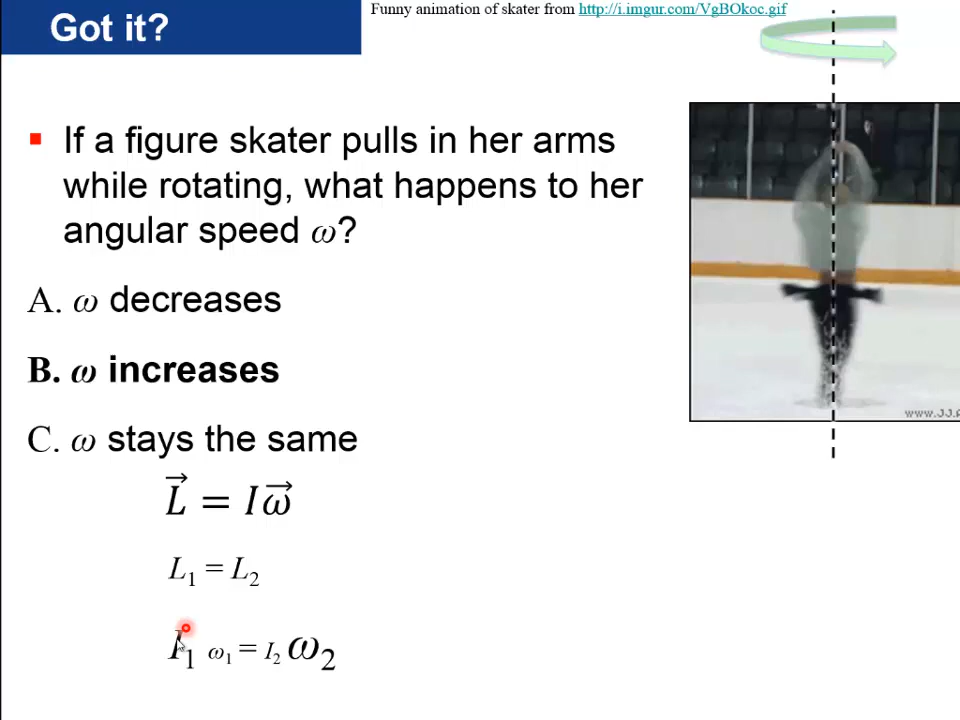 Got it?
Funny animation of skater from http://i.imgur.com/VgBOkoc.gif
If a figure skater pulls in her arms
while rotating, what happens to her
angular speed ω?
A. ω decreases
B. ω increases
C. ω stays the same
L⃗ = Iω⃗
L₁ = L₂
I₁ ω₁ = I₂ ω₂
www.JJ.